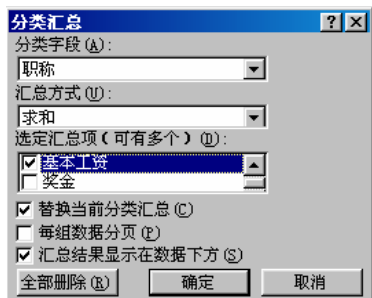 分类汇总
分类字段(A):
职称
汇总方式(U):
求和
选定汇总项(可有多个)(D):
基本工资
奖金
替换当前分类汇总(C)
每组数据分页(P)
汇总结果显示在数据下方(S)
全部删除(R) 确定 取消